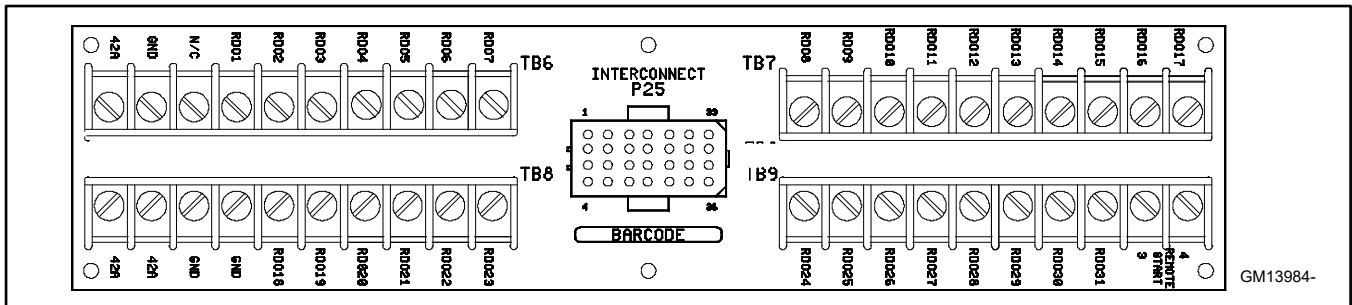 42A GND N/C RDO1 RDO2 RDO3 RDO4 RDO5 RDO6 RDO7
TB6
INTERCONNECT
P25
1 33
4 36
BARCODE
TB7
RDO8 RDO9 RDO10 RDO11 RDO12 RDO13 RDO14 RDO15 RDO16 RDO17
TB8
42A 42A GND GND RDO18 RDO19 RDO20 RDO21 RDO22 RDO23
TB9
RDO24 RDO25 RDO26 RDO27 RDO28 RDO29 RDO30 RDO31 3 REMOTE START 4
GM13984-